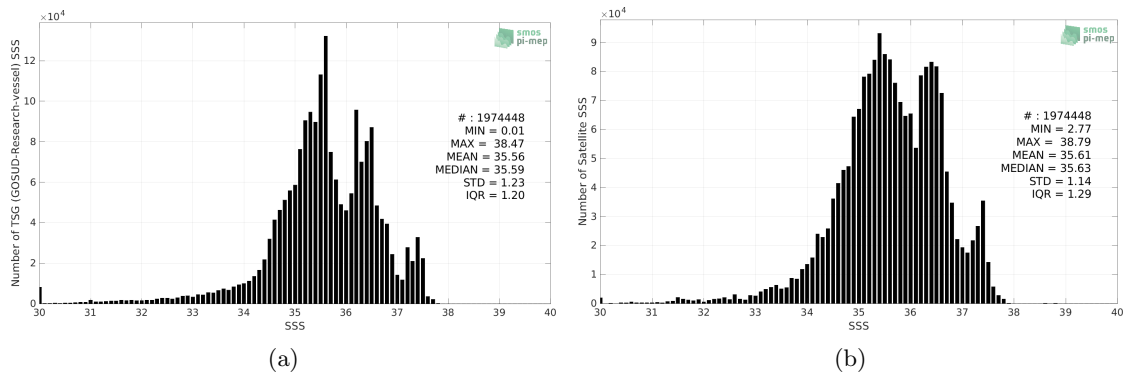 ×10⁴
Number of TSG (GOSUD-Research-vessel) SSS
12
10
8
6
4
2
0
30 31 32 33 34 35 36 37 38 39 40
SSS
smos
pi-mep
# : 1974448
MIN = 0.01
MAX = 38.47
MEAN = 35.56
MEDIAN = 35.59
STD = 1.23
IQR = 1.20
(a)
×10⁴
Number of Satellite SSS
9
8
7
6
5
4
3
2
1
0
30 31 32 33 34 35 36 37 38 39 40
SSS
smos
pi-mep
# : 1974448
MIN = 2.77
MAX = 38.79
MEAN = 35.61
MEDIAN = 35.63
STD = 1.14
IQR = 1.29
(b)